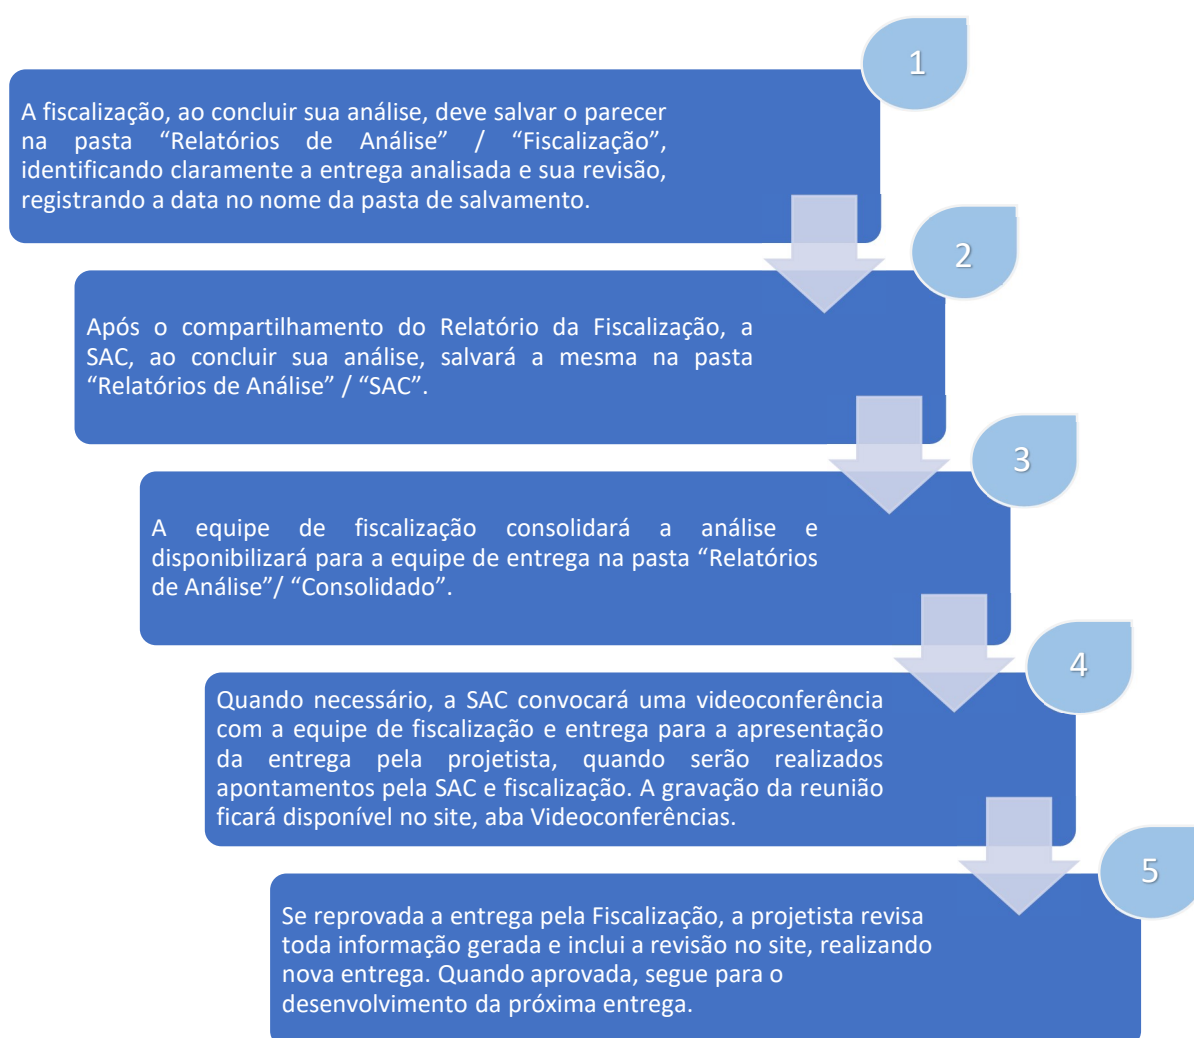 1
A fiscalização, ao concluir sua análise, deve salvar o parecer
na pasta “Relatórios de Análise” / “Fiscalização”,
identificando claramente a entrega analisada e sua revisão,
registrando a data no nome da pasta de salvamento.
2
Após o compartilhamento do Relatório da Fiscalização, a
SAC, ao concluir sua análise, salvará a mesma na pasta
“Relatórios de Análise” / “SAC”.
3
A equipe de fiscalização consolidará a análise e
disponibilizará para a equipe de entrega na pasta “Relatórios
de Análise”/ “Consolidado”.
4
Quando necessário, a SAC convocará uma videoconferência
com a equipe de fiscalização e entrega para a apresentação
da entrega pela projetista, quando serão realizados
apontamentos pela SAC e fiscalização. A gravação da reunião
ficará disponível no site, aba Videoconferências.
5
Se reprovada a entrega pela Fiscalização, a projetista revisa
toda informação gerada e inclui a revisão no site, realizando
nova entrega. Quando aprovada, segue para o
desenvolvimento da próxima entrega.